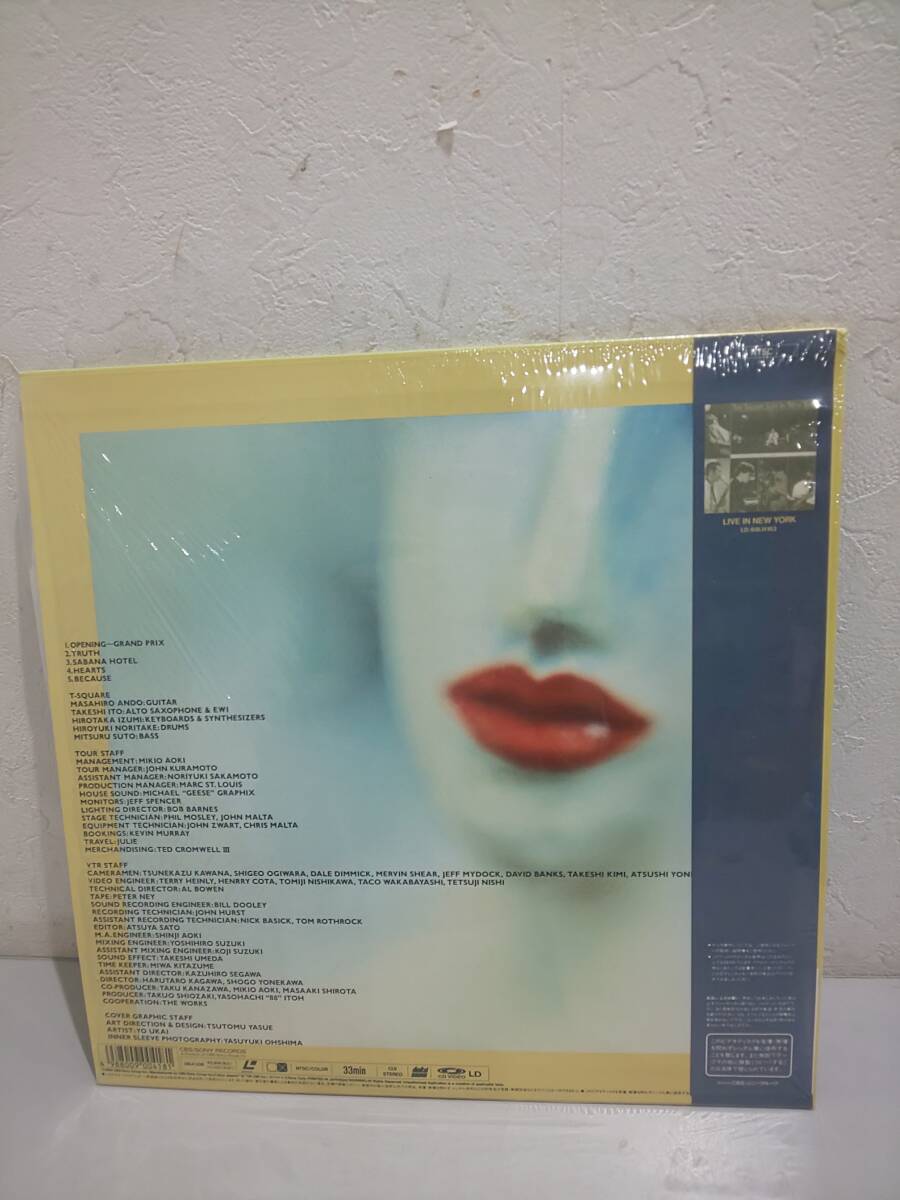 LIVE IN NEW YORK
1.OPENING—GRAND PRIX
2.TRUTH
3.SABANA HOTEL
4.HEARTS
5.BECAUSE
T-SQUARE
MASAHIRO ANDO:GUITAR
TAKESHI ITO:ALTO SAXOPHONE & EWI
HIROTAKA IZUMI:KEYBOARDS & SYNTHESIZERS
HIROYUKI NORITAKE:DRUMS
MITSURU SUTO:BASS
TOUR STAFF
MANAGEMENT:MIKIO AOKI
TOUR MANAGER:JOHN KURAMOTO
ASSISTANT MANAGER:NORIYUKI SAKAMOTO
PRODUCTION MANAGER:MARC ST. LOUIS
HOUSE SOUND:MICHAEL "GEESE" GRAPHIX
MONITORS:JEFF SPENCER
LIGHTING DIRECTOR:BOB BARNES
STAGE TECHNICIAN:PHIL MOSLEY, JOHN MALTA
EQUIPMENT TECHNICIAN:JOHN ZWART, CHRIS MALTA
BOOKINGS:KEVIN MURRAY
TRAVEL:JULIE
MERCHANDISING:TED CROMWELL III
VTR STAFF
CAMERAMEN:TSUNEKAZU KAWANA, SHIGEO OGIWARA, DALE DIMMICK, MERVIN SHEAR, JEFF MYDOCK, DAVID BANKS, TAKESHI KIMI, ATSUSHI YON
VIDEO ENGINEER:TERRY HEINLY, HENRRY COTA, TOMIJI NISHIKAWA, TACO WAKABAYASHI, TETSUJI NISHI
TECHNICAL DIRECTOR:AL BOWEN
TAPE:PETER NEY
SOUND RECORDING ENGINEER:BILL DOOLEY
RECORDING TECHNICIAN:JOHN HURST
ASSISTANT RECORDING TECHNICIAN:NICK BASICK, TOM ROTHROCK
EDITOR:ATSUYA SATO
M.A.ENGINEER:SHINJI AOKI
MIXING ENGINEER:YOSHIHIRO SUZUKI
ASSISTANT MIXING ENGINEER:KOJI SUZUKI
SOUND EFFECT:TAKESHI UMEDA
TIME KEEPER:MIWA KITAZUME
ASSISTANT DIRECTOR:KAZUHIRO SEGAWA
DIRECTOR:HARUTARO KAGAWA, SHOGO YONEKAWA
CO-PRODUCER:TAKU KANAZAWA, MIKIO AOKI, MASAAKI SHIROTA
PRODUCER:TAKUO SHIOZAKI, YASOHACHI "88" ITOH
COOPERATION:THE WORKS
COVER GRAPHIC STAFF
ART DIRECTION & DESIGN:TSUTOMU YASUE
ARTIST:YO UKAI
INNER SLEEVE PHOTOGRAPHY:YASUYUKI OHSHIMA
CBS/SONY RECORDS
NTSC/COLOR
33min
CLV
STEREO
CD VIDEO
LD